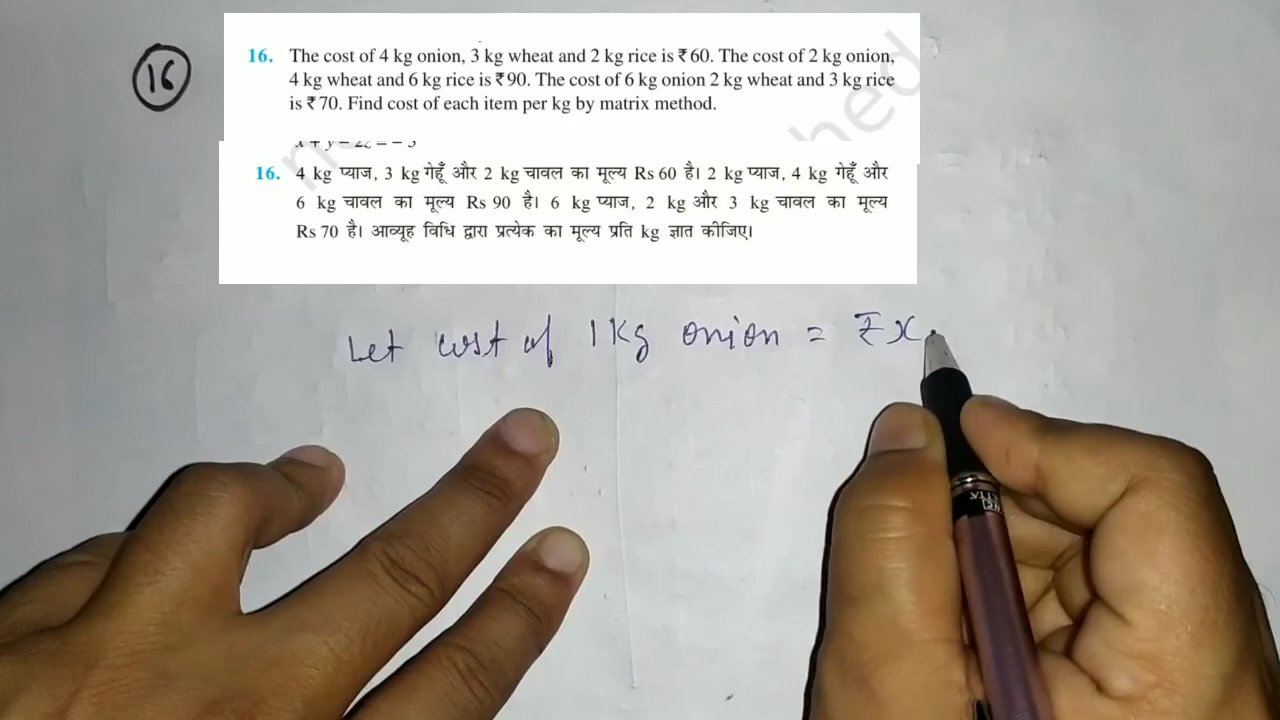 16
16. The cost of 4 kg onion, 3 kg wheat and 2 kg rice is ₹ 60. The cost of 2 kg onion,
4 kg wheat and 6 kg rice is ₹ 90. The cost of 6 kg onion 2 kg wheat and 3 kg rice
is ₹ 70. Find cost of each item per kg by matrix method.
16. 4 kg प्याज, 3 kg गेहूँ और 2 kg चावल का मूल्य Rs 60 है। 2 kg प्याज, 4 kg गेहूँ और
6 kg चावल का मूल्य Rs 90 है। 6 kg प्याज, 2 kg और 3 kg चावल का मूल्य
Rs 70 है। आव्यूह विधि द्वारा प्रत्येक का मूल्य प्रति kg ज्ञात कीजिए।
Let cost of 1 Kg onion = ₹ x